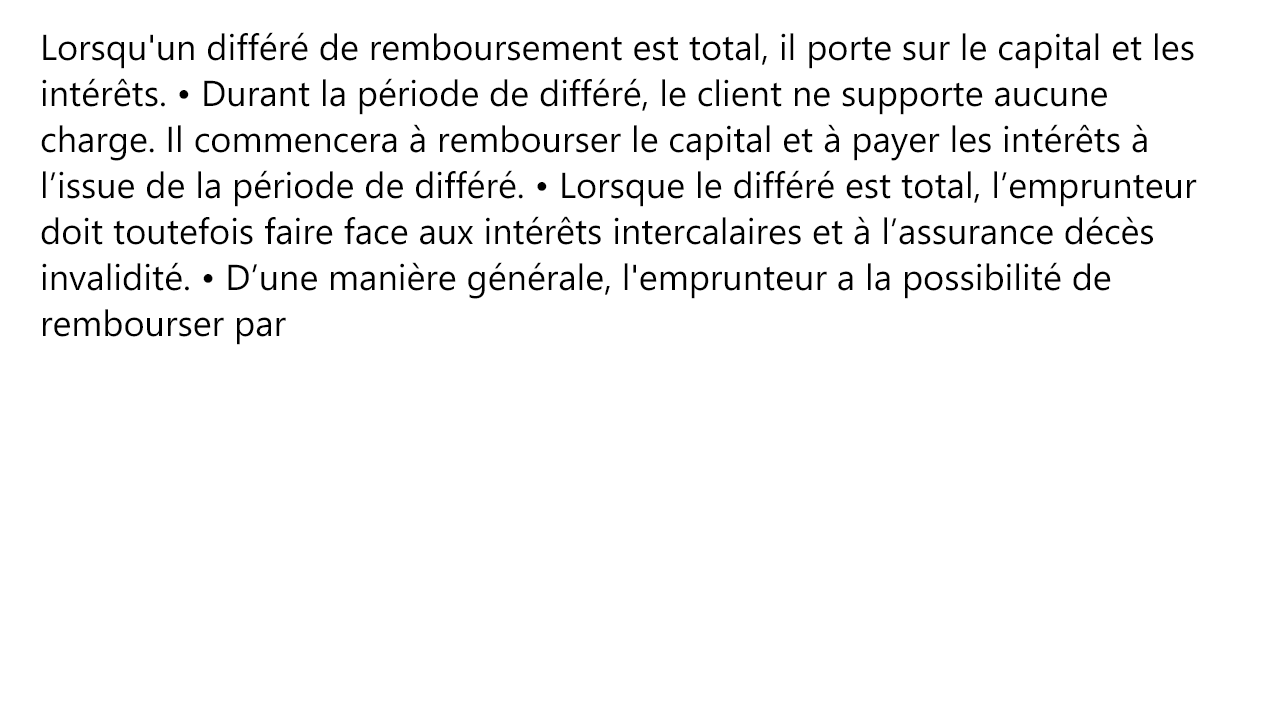 Lorsqu'un différé de remboursement est total, il porte sur le capital et les
intérêts. • Durant la période de différé, le client ne supporte aucune
charge. Il commencera à rembourser le capital et à payer les intérêts à
l’issue de la période de différé. • Lorsque le différé est total, l’emprunteur
doit toutefois faire face aux intérêts intercalaires et à l’assurance décès
invalidité. • D’une manière générale, l'emprunteur a la possibilité de
rembourser par